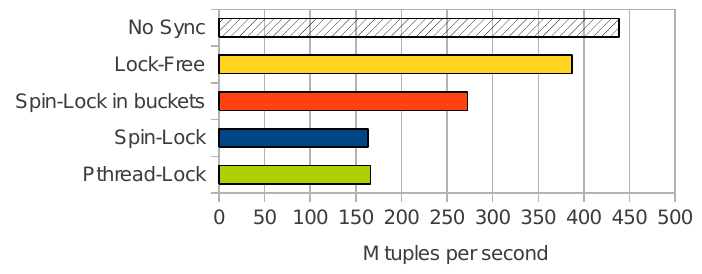 No Sync
Lock-Free
Spin-Lock in buckets
Spin-Lock
Pthread-Lock
0 50 100 150 200 250 300 350 400 450 500
M tuples per second